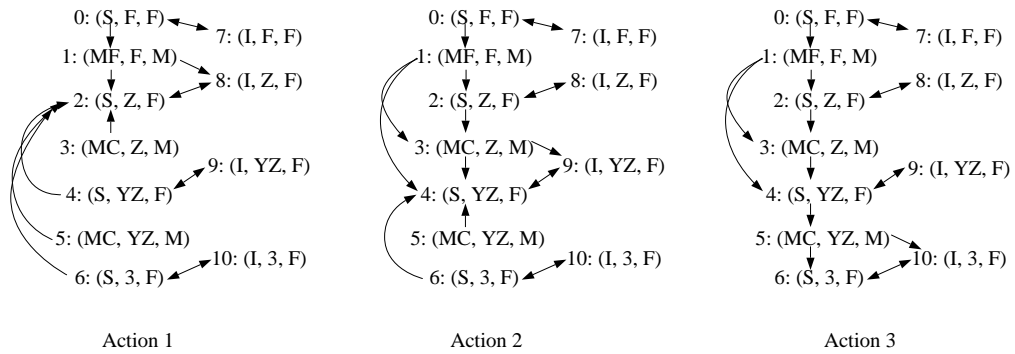 0: (S, F, F)
7: (I, F, F)
1: (MF, F, M)
8: (I, Z, F)
2: (S, Z, F)
3: (MC, Z, M)
9: (I, YZ, F)
4: (S, YZ, F)
5: (MC, YZ, M)
10: (I, 3, F)
6: (S, 3, F)
Action 1
0: (S, F, F)
7: (I, F, F)
1: (MF, F, M)
8: (I, Z, F)
2: (S, Z, F)
3: (MC, Z, M)
9: (I, YZ, F)
4: (S, YZ, F)
5: (MC, YZ, M)
10: (I, 3, F)
6: (S, 3, F)
Action 2
0: (S, F, F)
7: (I, F, F)
1: (MF, F, M)
8: (I, Z, F)
2: (S, Z, F)
3: (MC, Z, M)
9: (I, YZ, F)
4: (S, YZ, F)
5: (MC, YZ, M)
10: (I, 3, F)
6: (S, 3, F)
Action 3